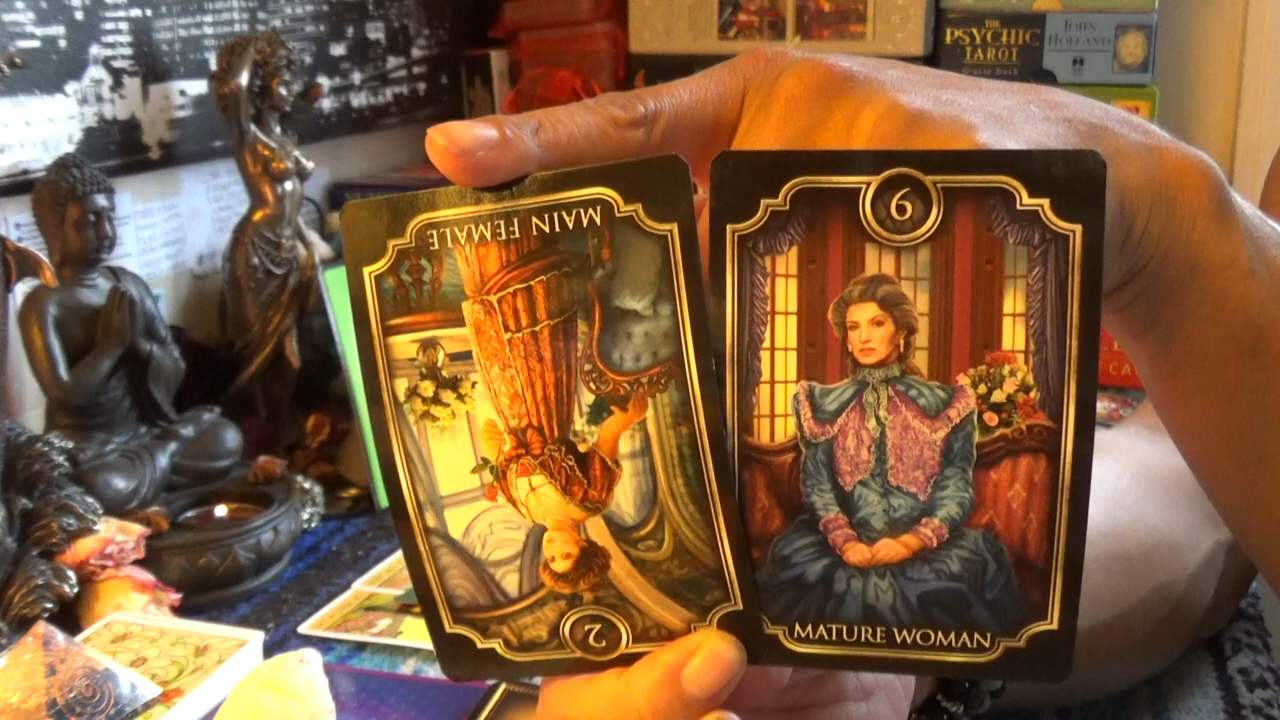 THE
PSYCHIC
TAROT
JOHN
HOLLAND
MAIN FEMALE
2
6
MATURE WOMAN